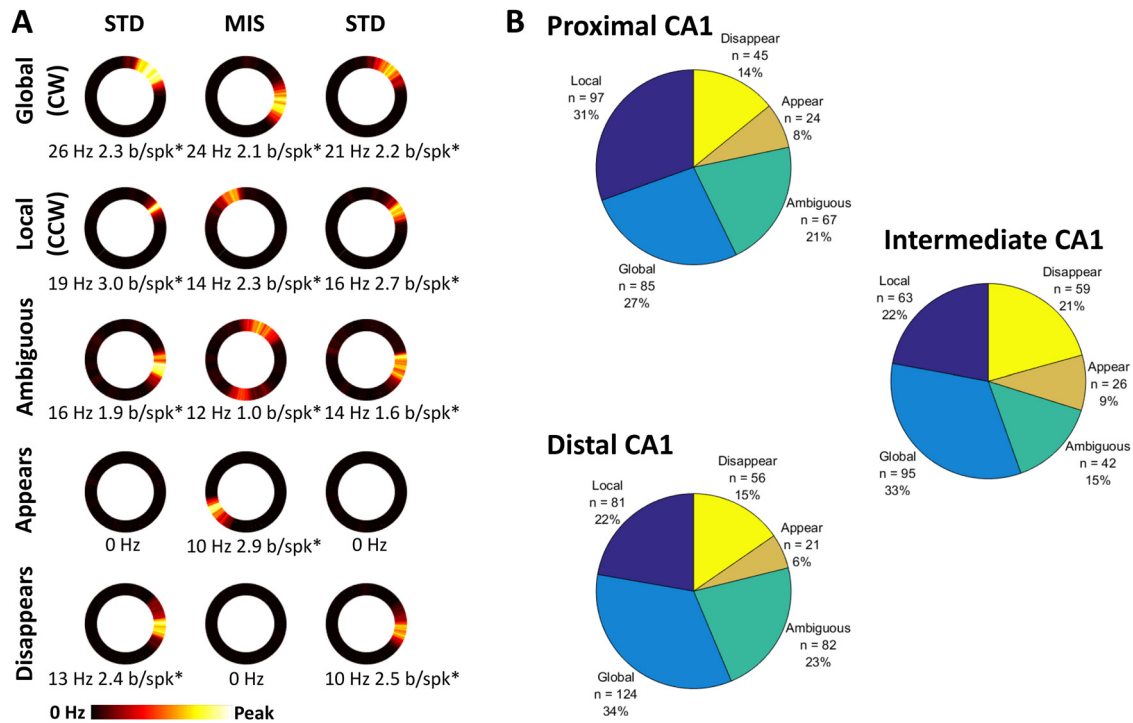 A
STD MIS STD
Global
(CW)
26 Hz 2.3 b/spk* 24 Hz 2.1 b/spk* 21 Hz 2.2 b/spk*
Local
(CCW)
19 Hz 3.0 b/spk* 14 Hz 2.3 b/spk* 16 Hz 2.7 b/spk*
Ambiguous
16 Hz 1.9 b/spk* 12 Hz 1.0 b/spk* 14 Hz 1.6 b/spk*
Appears
0 Hz 10 Hz 2.9 b/spk* 0 Hz
Disappears
13 Hz 2.4 b/spk* 0 Hz 10 Hz 2.5 b/spk*
0 Hz Peak
B
Proximal CA1
Disappear
n = 45
14%
Appear
n = 24
8%
Ambiguous
n = 67
21%
Global
n = 85
27%
Local
n = 97
31%
Intermediate CA1
Disappear
n = 59
21%
Appear
n = 26
9%
Ambiguous
n = 42
15%
Global
n = 95
33%
Local
n = 63
22%
Distal CA1
Disappear
n = 56
15%
Appear
n = 21
6%
Ambiguous
n = 82
23%
Global
n = 124
34%
Local
n = 81
22%